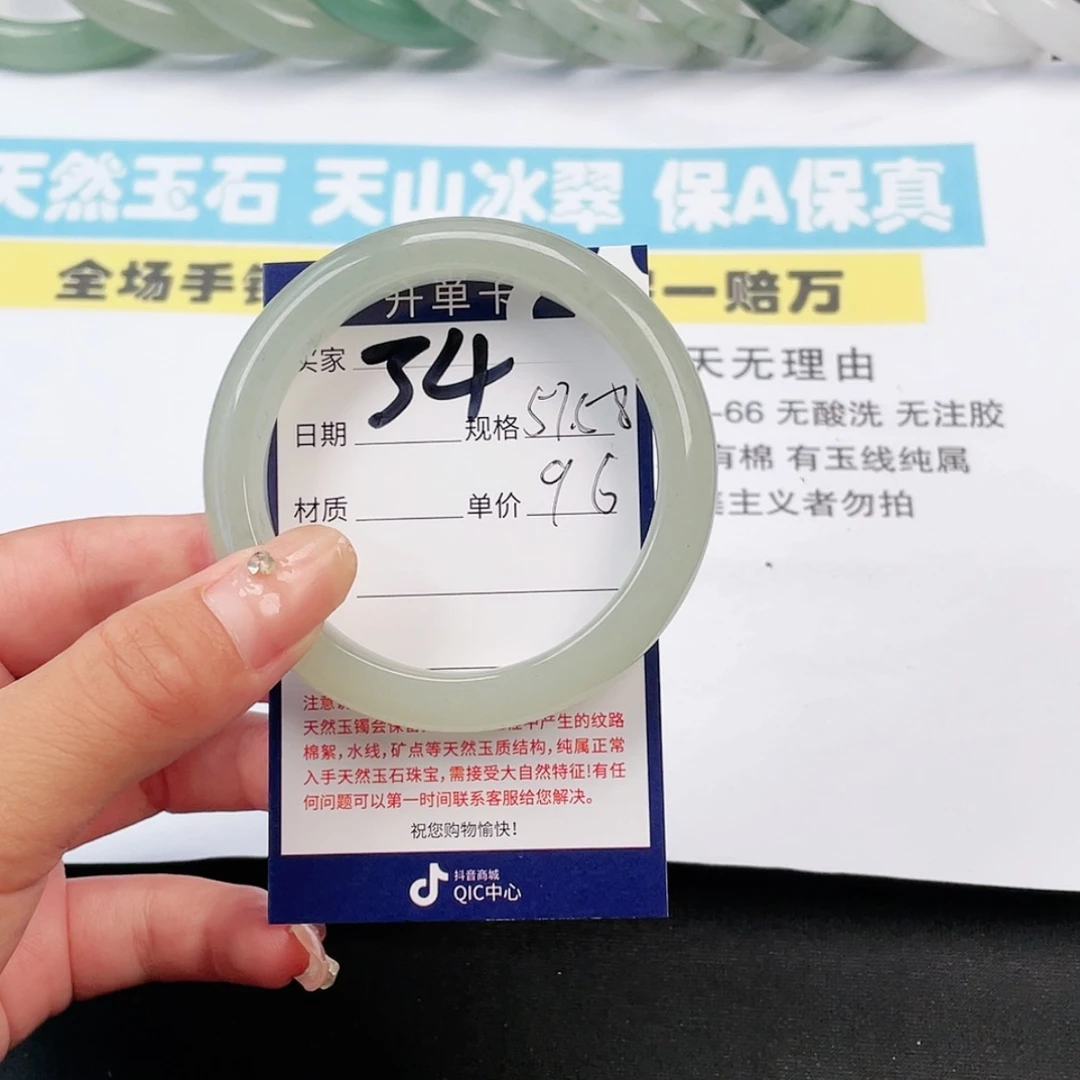 天然玉石 天山冰翠 保A保真
全场手
一赔万
天无理由
-66 无酸洗 无注胶
有棉 有玉线纯属
主义者勿拍
开单卡
买家 34
日期 规格 57.58
材质 单价 96
注意
天然玉镯会保 产生的纹路
棉絮,水线,矿点等天然玉质结构,纯属正常
入手天然玉石珠宝,需接受大自然特征!有任
何问题可以第一时间联系客服给您解决。
祝您购物愉快!
抖音商城
QIC中心